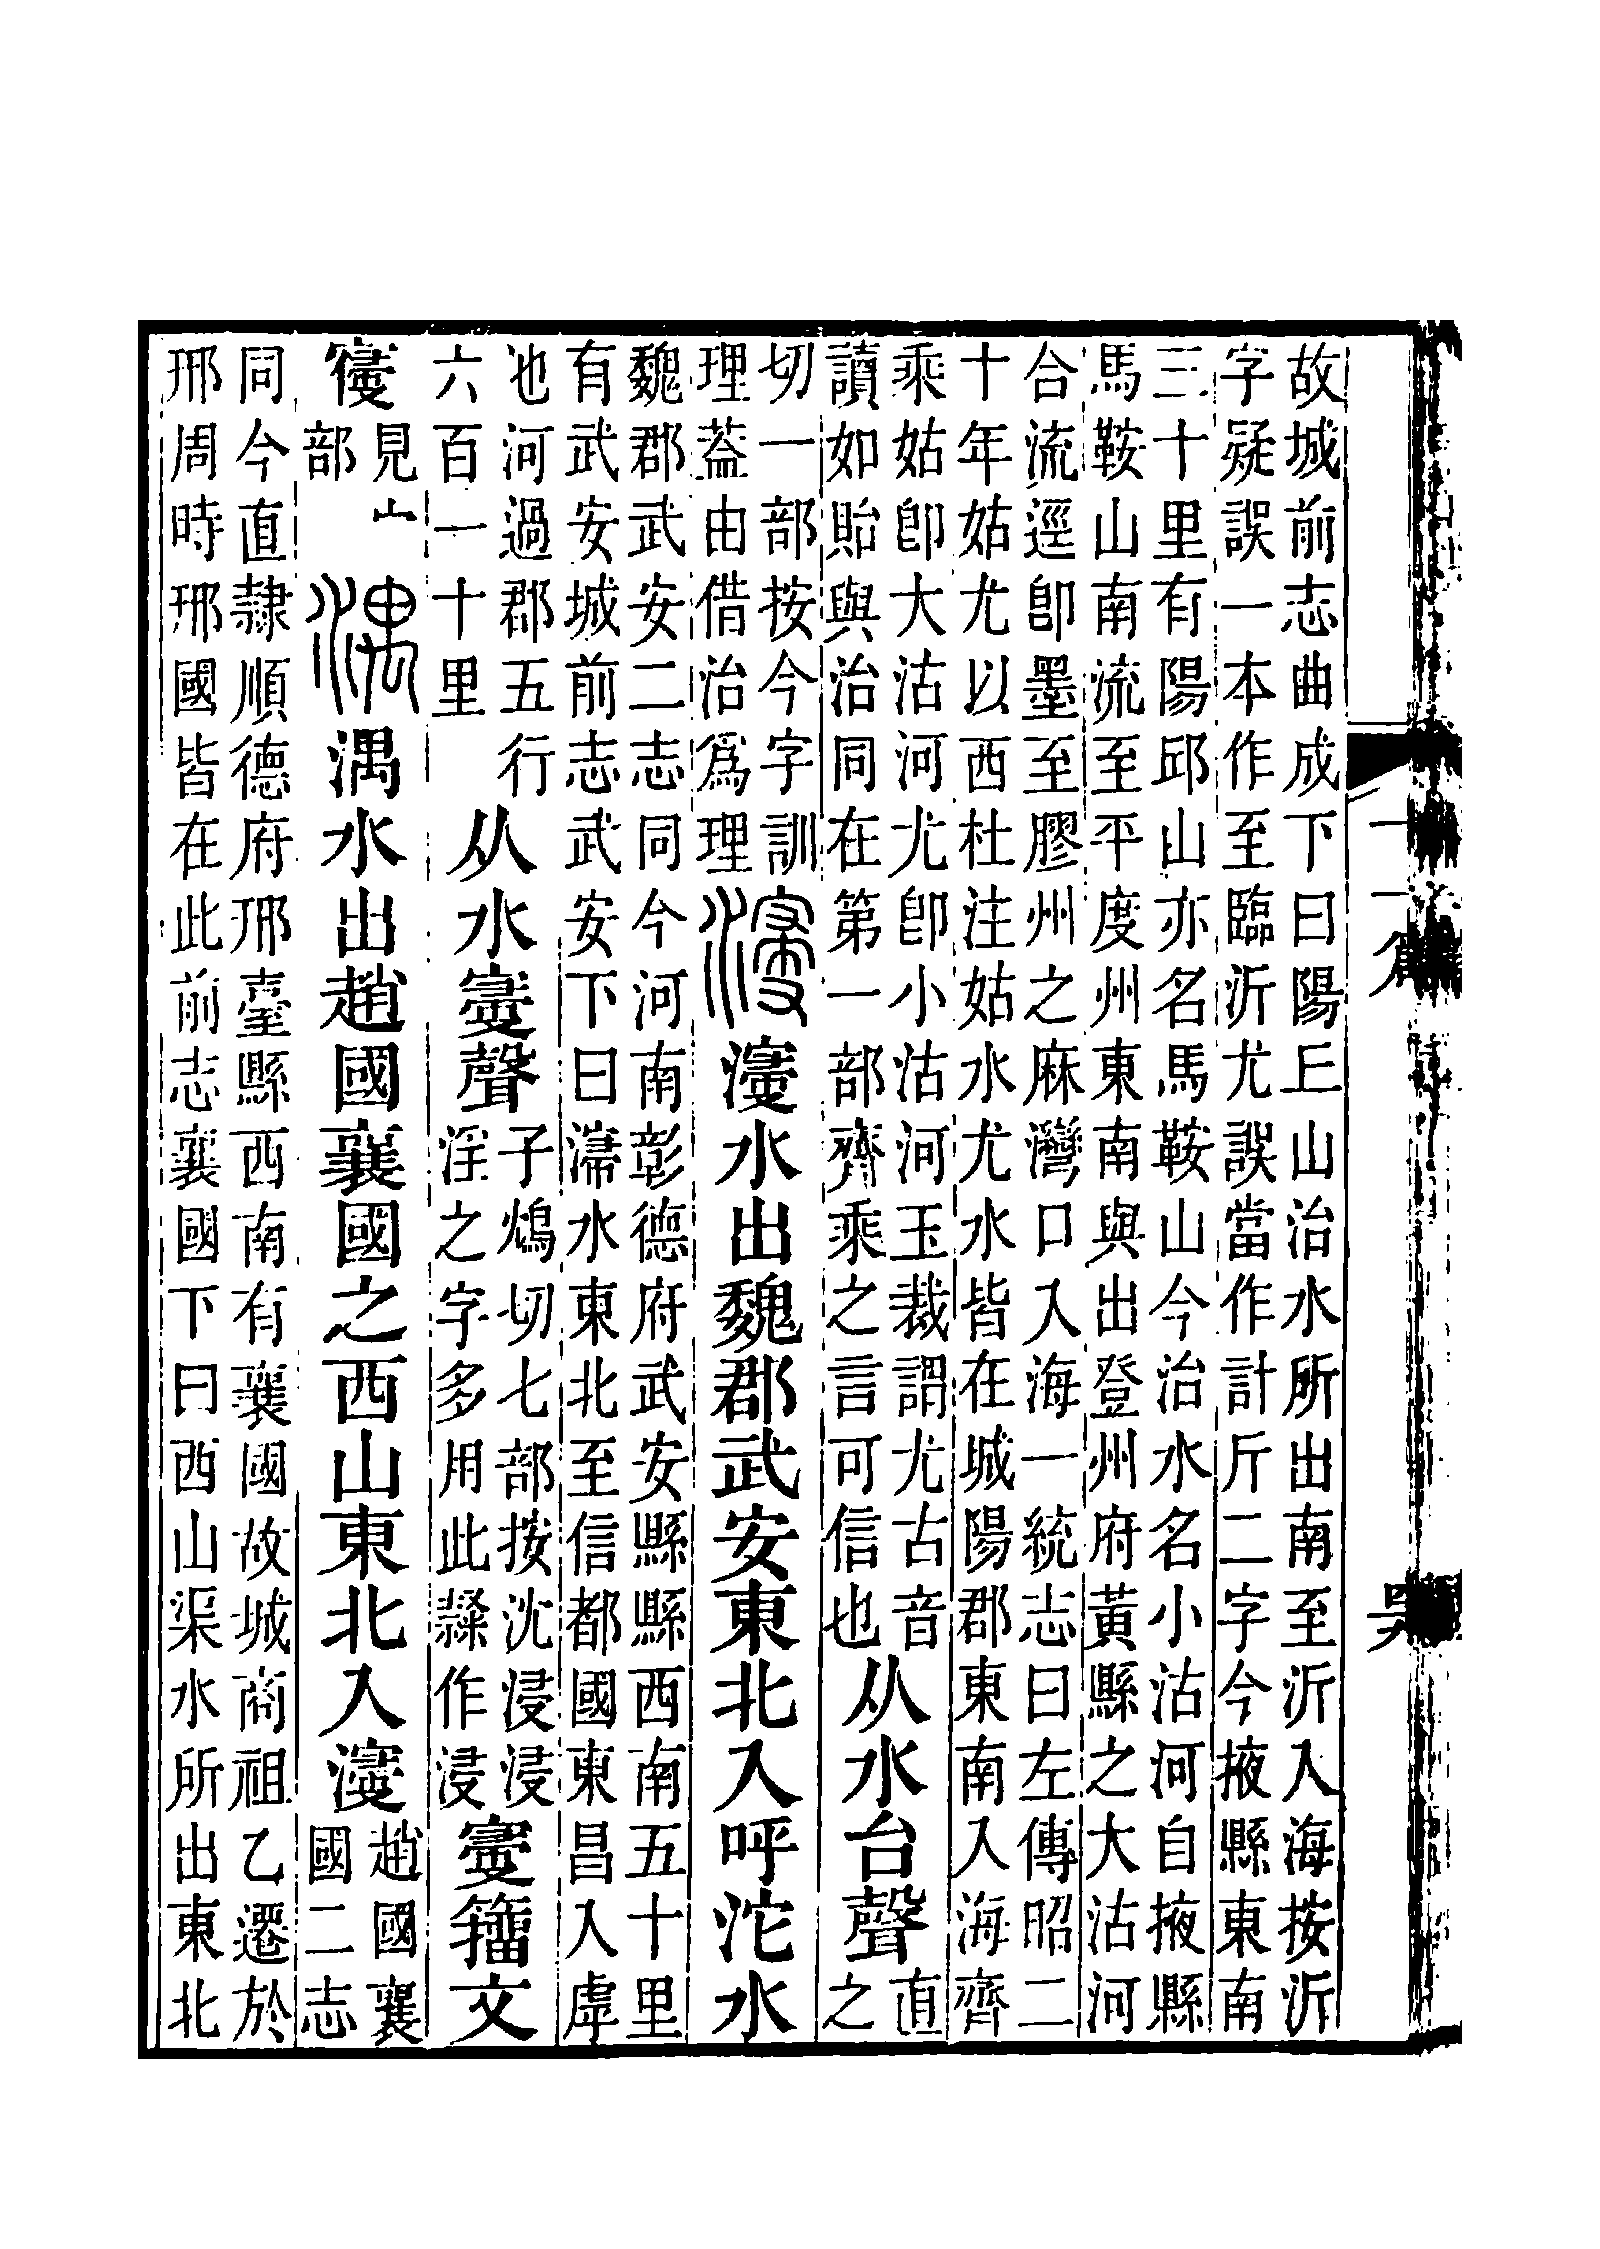 故城前志曲成下曰陽丘山治水所出南至沂入海按沂
字疑誤一本作至臨沂尤誤當作計斤二字今掖縣東南
三十里有陽邱山亦名馬鞍山今治水名小沽河自掖縣
馬鞍山南流至平度州東南與出登州府黃縣之大沽河
合流逕卽墨至膠州之麻灣口入海一統志曰左傳昭二
十年姑尤以西杜注姑水尤水皆在城陽郡東南入海齊
乘姑卽大沽河尤卽小沽河玉裁謂尤古音
讀如貽與治同在第一部齊乘之言可信也
从水台聲
直
之
切一部按今字訓
理蓋由借治爲理
濅 濅水出魏郡武安東北入呼沱水
魏郡武安二志同今河南彰德府武安縣縣西南五十里
有武安城前志武安下曰濅水東北至信都國東昌入虖
池河過郡五行
六百一十里
从水㝲聲
子鴆切七部按沈浸浸
淫之字多用此隸作浸
㝲籒文
寑
見宀
部
湡 湡水出趙國襄國之西山東北入濅
趙國襄
國二志
同今直隸順德府邢臺縣西南有襄國故城商祖乙遷於
邢周時邢國皆在此前志襄國下曰西山渠水所出東北